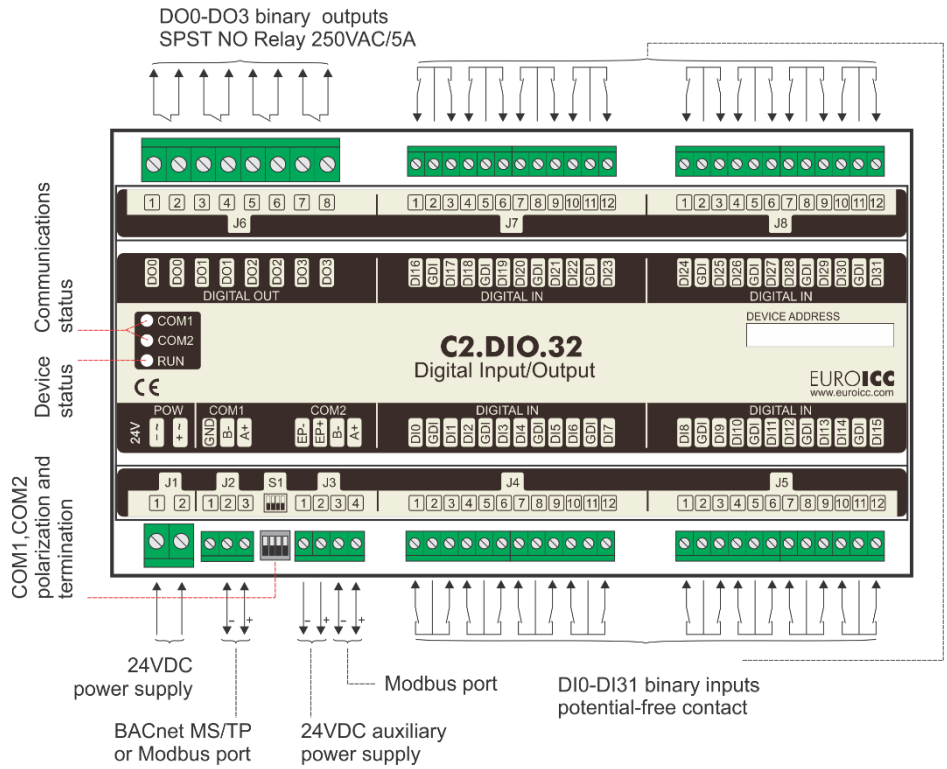 DO0-DO3 binary outputs
SPST NO Relay 250VAC/5A
1 2 3 4 5 6 7 8
J6
1 2 3 4 5 6 7 8 9 10 11 12
J7
1 2 3 4 5 6 7 8 9 10 11 12
J8
DO0 DO0 DO1 DO1 DO2 DO2 DO3 DO3
DIGITAL OUT
DI16 GDI DI17 DI18 GDI DI19 DI20 GDI DI21 DI22 GDI DI23
DIGITAL IN
DI24 GDI DI25 DI26 GDI DI27 DI28 GDI DI29 DI30 GDI DI31
DIGITAL IN
Communications
status
Device
status
COM1
COM2
RUN
CE
C2.DIO.32
Digital Input/Output
DEVICE ADDRESS
EUROICC
www.euroicc.com
24V
POW
- ~ + ~
COM1
GND B- A+
COM2
EP- EP+ B- A+
DIGITAL IN
DI0 GDI DI1 DI2 GDI DI3 DI4 GDI DI5 DI6 GDI DI7
DIGITAL IN
DI8 GDI DI9 DI10 GDI DI11 DI12 GDI DI13 DI14 GDI DI15
J1
1 2
J2
1 2 3
S1
J3
1 2 3 4
J4
1 2 3 4 5 6 7 8 9 10 11 12
J5
1 2 3 4 5 6 7 8 9 10 11 12
COM1,COM2
polarization and
termination
- +
- + - +
24VDC
power supply
BACnet MS/TP
or Modbus port
24VDC auxiliary
power supply
Modbus port
DI0-DI31 binary inputs
potential-free contact